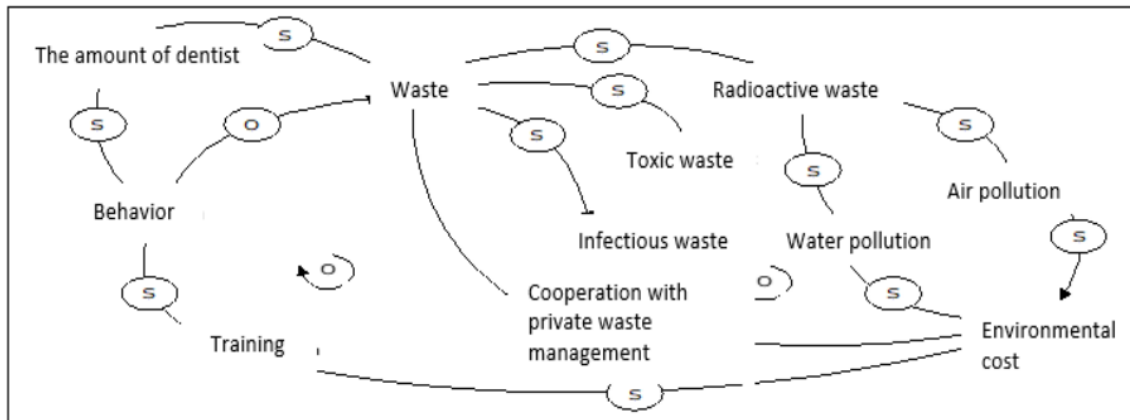 S
S
The amount of dentist
Waste
S
Radioactive waste
S
O
S
S
Toxic waste
S
Air pollution
Behavior
Infectious waste
Water pollution
S
O
O
S
Cooperation with
private waste
management
S
Training
Environmental
cost
S